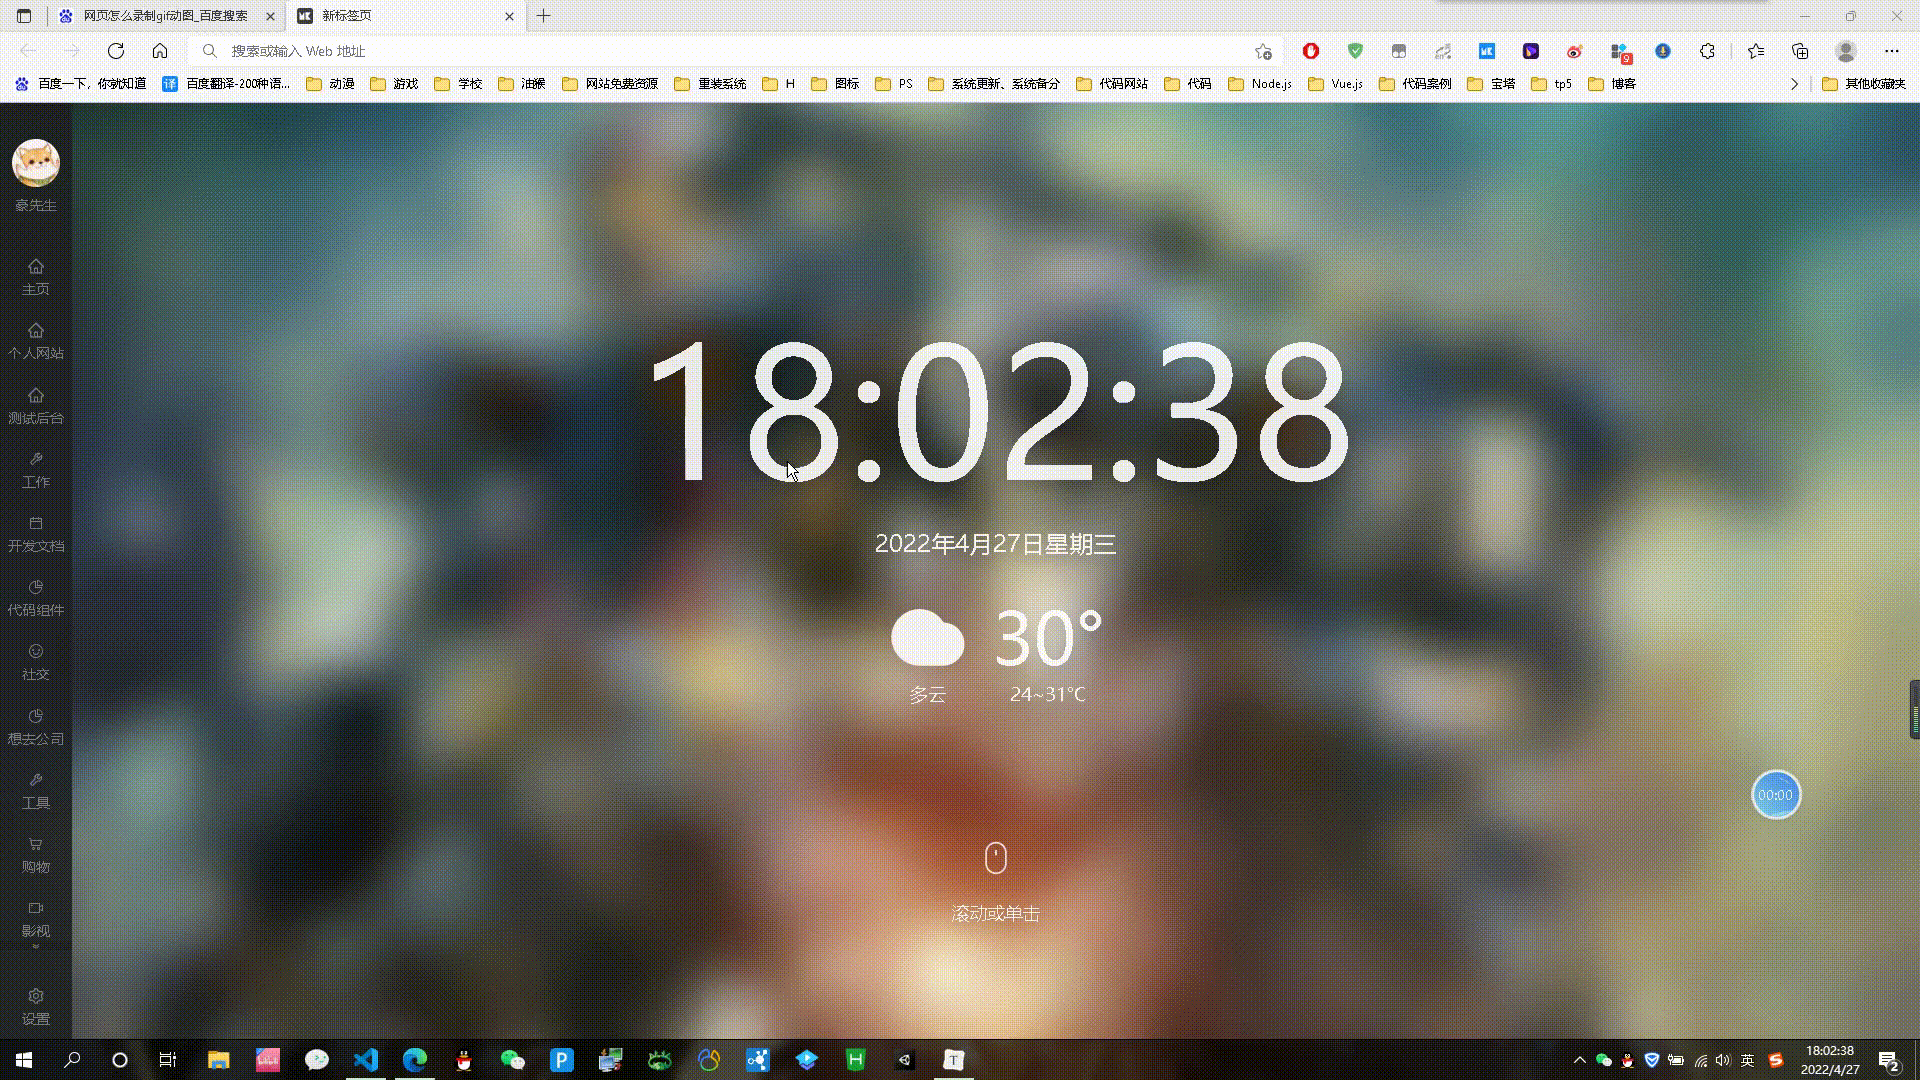 网页怎么录制gif动图_百度搜索
新标签页
搜索或输入 Web 地址
9
百度一下，你就知道
译 百度翻译-200种语...
动漫
游戏
学校
油猴
网站免费资源
重装系统
H
图标
PS
系统更新、系统备份
代码网站
代码
Node.js
Vue.js
代码案例
宝塔
tp5
博客
其他收藏夹
豪先生
主页
个人网站
测试后台
工作
开发文档
代码组件
社交
想去公司
工具
购物
影视
设置
18:02:38
2022年4月27日星期三
30°
多云
24~31°C
00:00
滚动或单击
英
18:02:38
2022/4/27
2